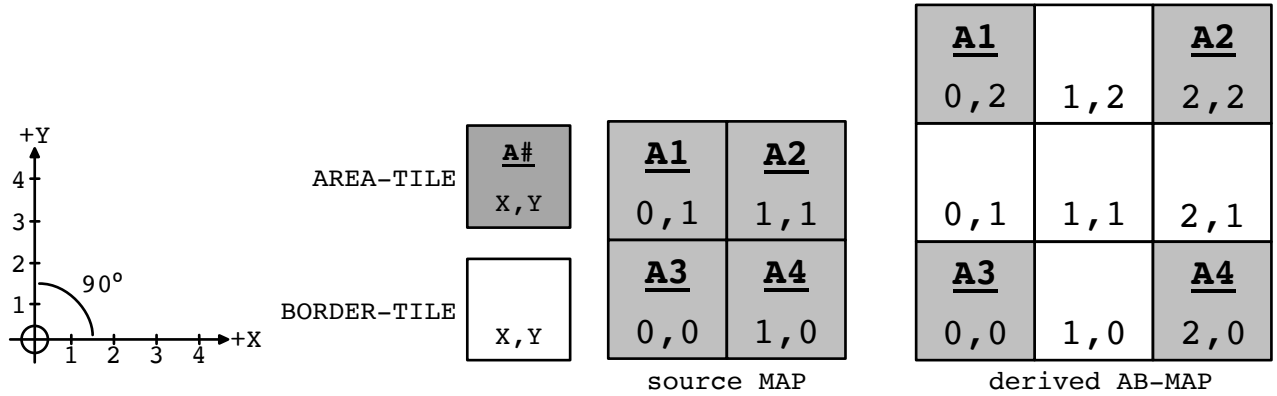 +Y
4
3
2
1
90º
1 2 3 4
+X
AREA-TILE
A#
X,Y
BORDER-TILE
X,Y
A1 A2
0,1 1,1
A3 A4
0,0 1,0
source MAP
A1 A2
0,2 1,2 2,2
0,1 1,1 2,1
A3 A4
0,0 1,0 2,0
derived AB-MAP